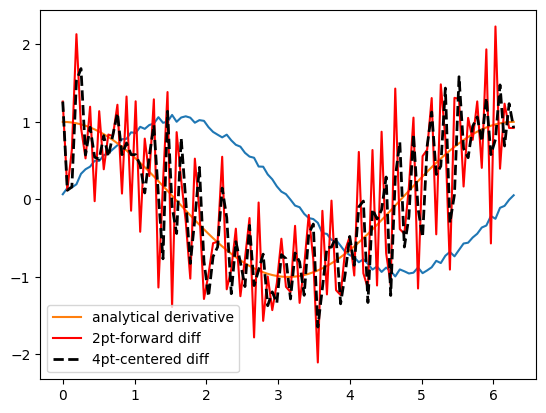 2
1
0
−1
−2
analytical derivative
2pt-forward diff
4pt-centered diff
0 1 2 3 4 5 6